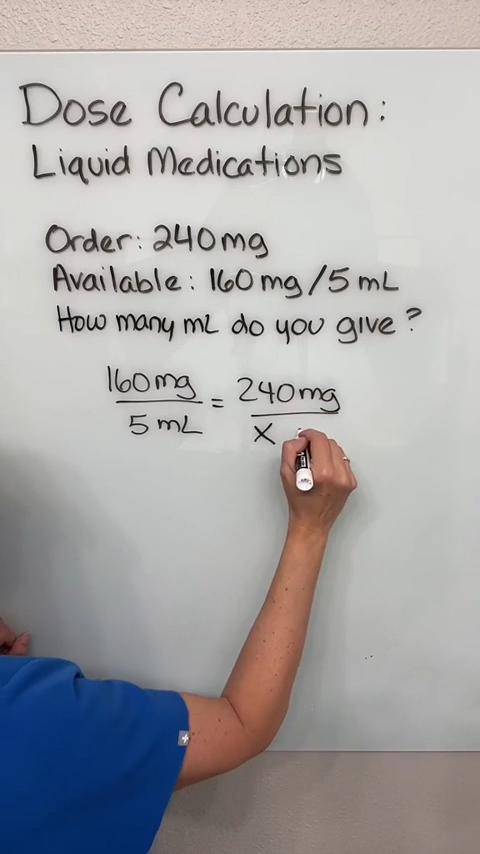 Dose Calculation:
Liquid Medications
Order: 240mg
Available: 160mg/5mL
How many mL do you give?
160mg = 240mg
5mL X